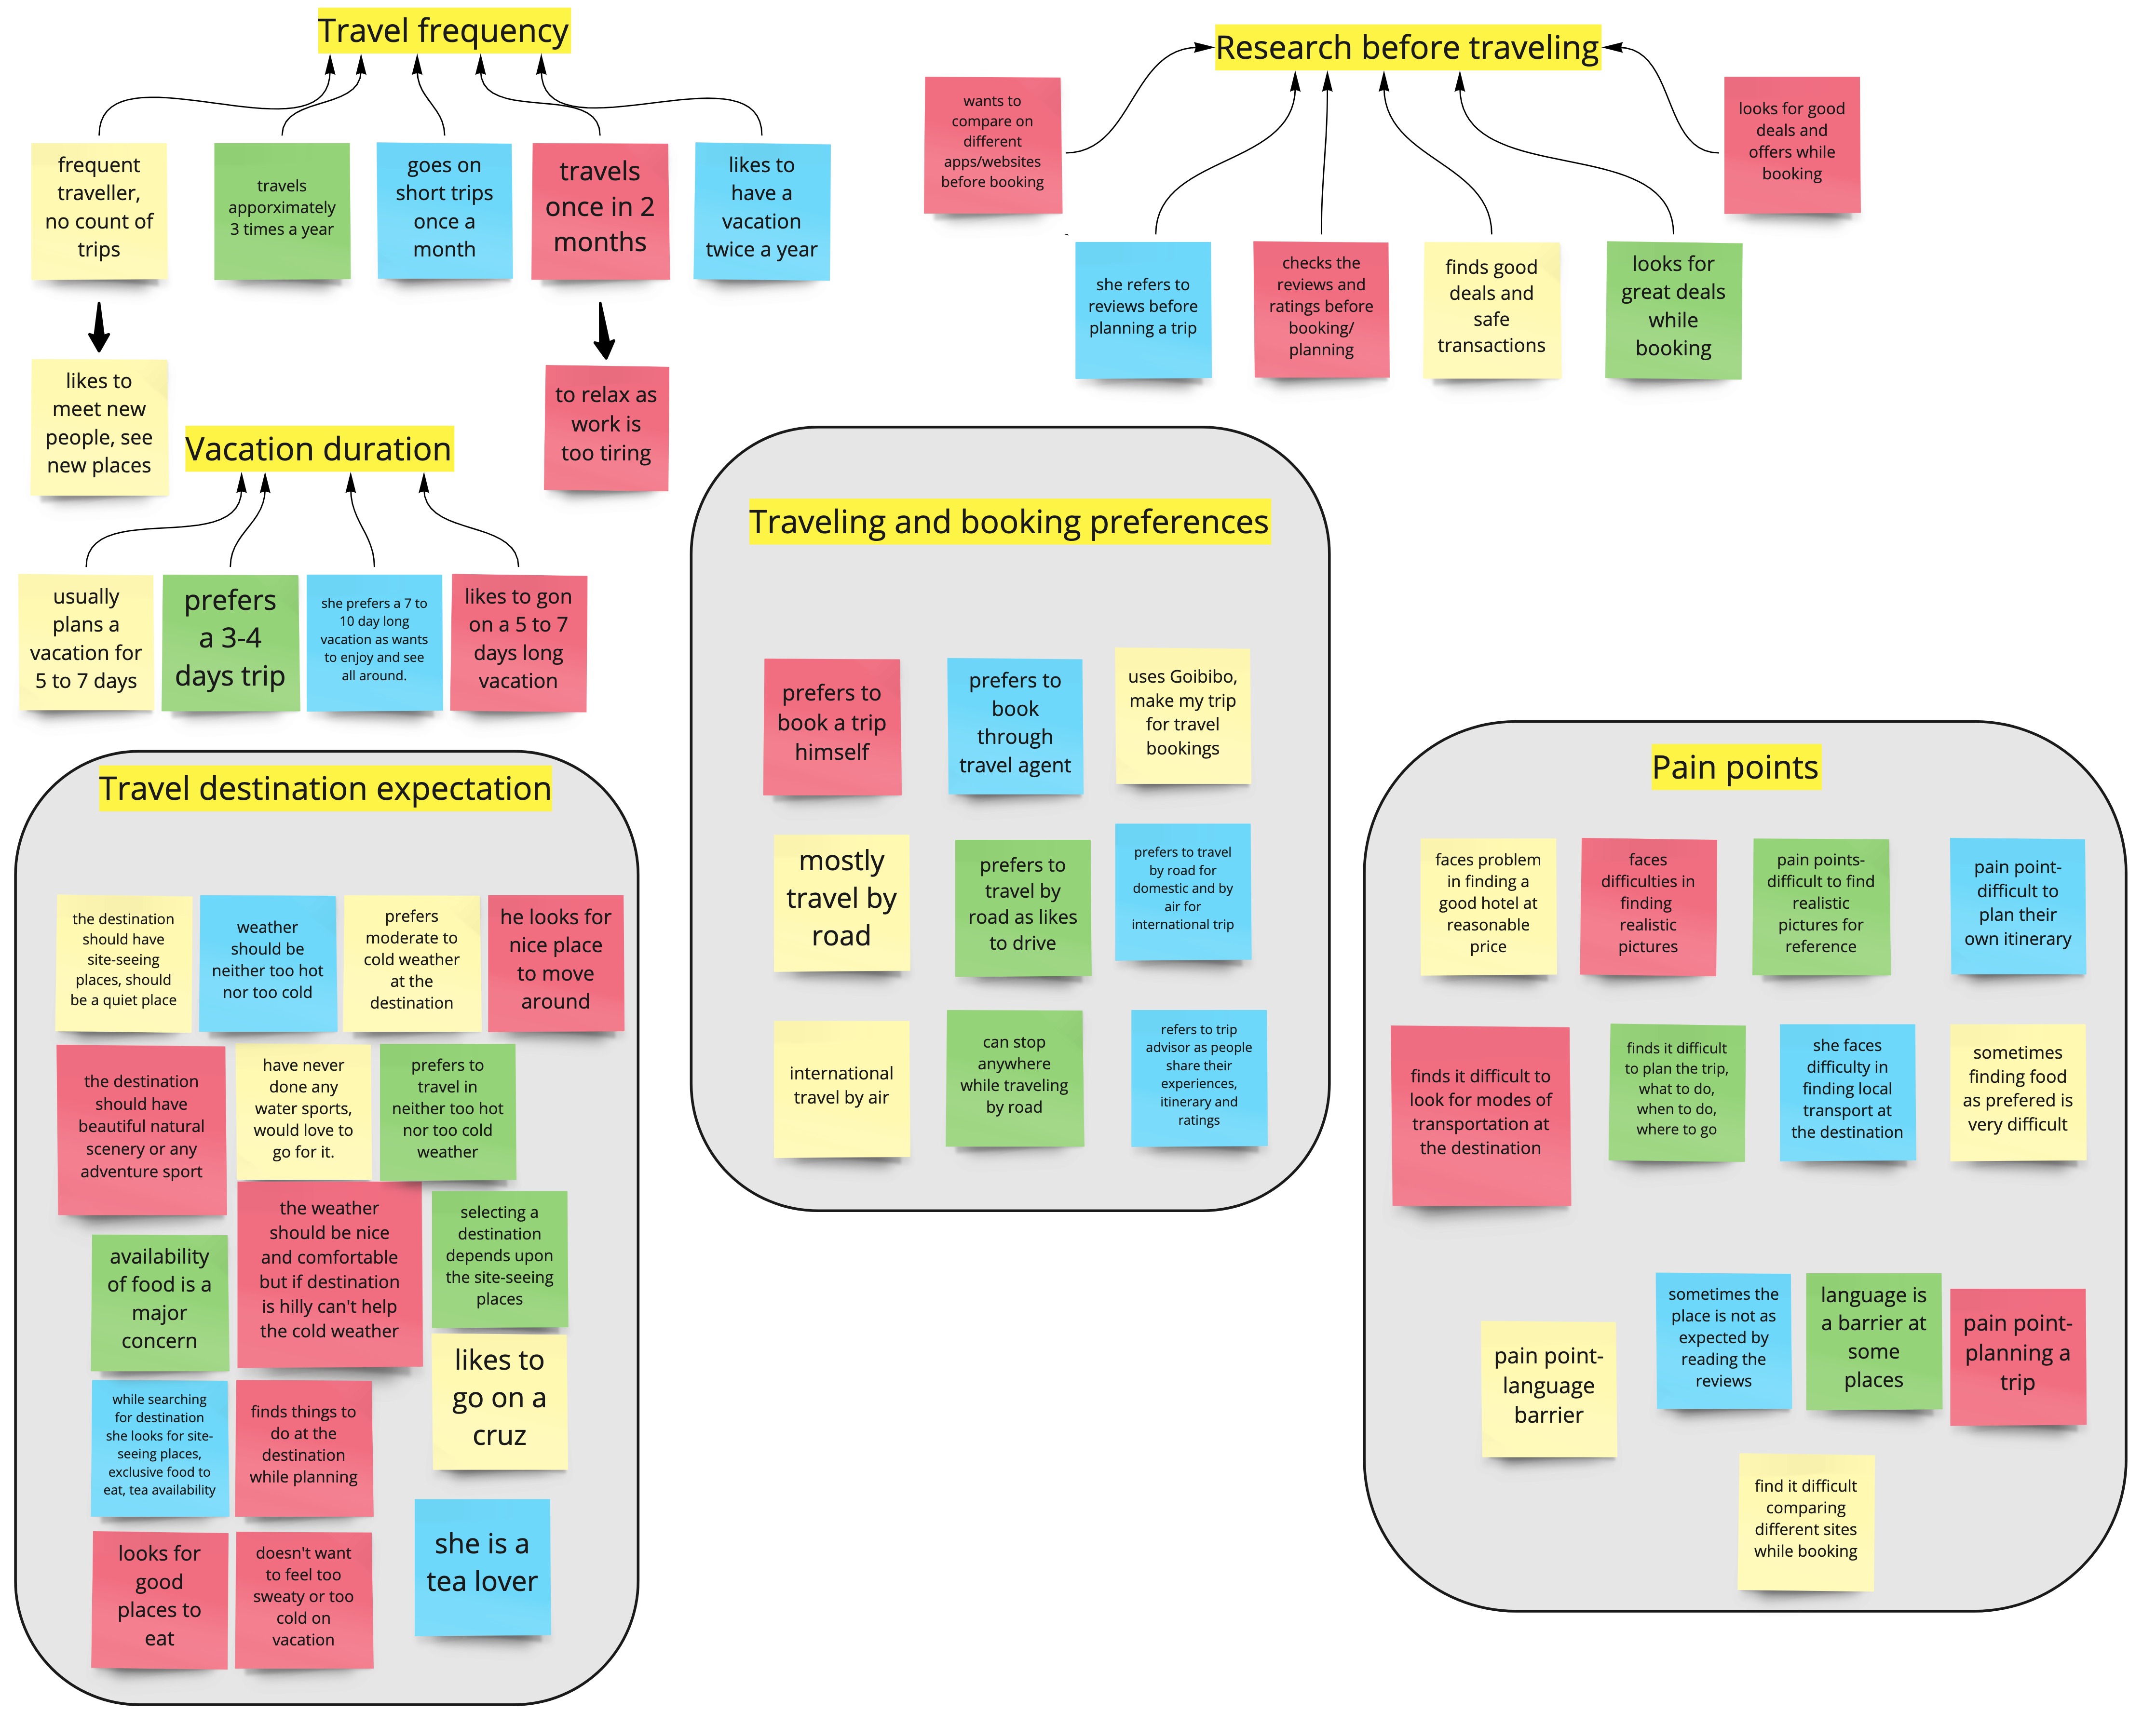 Travel frequency
frequent
traveller,
no count of
trips
travels
apporximately
3 times a year
goes on
short trips
once a
month
travels
once in 2
months
likes to
have a
vacation
twice a year
likes to
meet new
people, see
new places
to relax as
work is
too tiring
Research before traveling
wants to
compare on
different
apps/websites
before booking
she refers to
reviews before
planning a trip
checks the
reviews and
ratings before
booking/
planning
finds good
deals and
safe
transactions
looks for
great deals
while
booking
looks for good
deals and
offers while
booking
Vacation duration
usually
plans a
vacation for
5 to 7 days
prefers
a 3-4
days trip
she prefers a 7 to
10 day long
vacation as wants
to enjoy and see
all around.
likes to gon
on a 5 to 7
days long
vacation
Traveling and booking preferences
prefers to
book a trip
himself
prefers to
book
through
travel agent
uses Goibibo,
make my trip
for travel
bookings
mostly
travel by
road
prefers to
travel by
road as likes
to drive
prefers to travel
by road for
domestic and by
air for
international trip
international
travel by air
can stop
anywhere
while traveling
by road
refers to trip
advisor as people
share their
experiences,
itinerary and
ratings
Travel destination expectation
the destination
should have
site-seeing
places, should
be a quiet place
weather
should be
neither too hot
nor too cold
prefers
moderate to
cold weather
at the
destination
he looks for
nice place
to move
around
the destination
should have
beautiful natural
scenery or any
adventure sport
have never
done any
water sports,
would love to
go for it.
prefers to
travel in
neither too hot
nor too cold
weather
availability
of food is a
major
concern
the weather
should be nice
and comfortable
but if destination
is hilly can't help
the cold weather
selecting a
destination
depends upon
the site-seeing
places
likes to
go on a
cruz
while searching
for destination
she looks for site-
seeing places,
exclusive food to
eat, tea availability
finds things to
do at the
destination
while planning
looks for
good
places to
eat
doesn't want
to feel too
sweaty or too
cold on
vacation
she is a
tea lover
Pain points
faces problem
in finding a
good hotel at
reasonable
price
faces
difficulties in
finding
realistic
pictures
pain points-
difficult to find
realistic
pictures for
reference
pain point-
difficult to
plan their
own itinerary
finds it difficult to
look for modes of
transportation at
the destination
finds it difficult
to plan the trip,
what to do,
when to do,
where to go
she faces
difficulty in
finding local
transport at
the destination
sometimes
finding food
as prefered is
very difficult
pain point-
language
barrier
sometimes the
place is not as
expected by
reading the
reviews
language is
a barrier at
some
places
pain point-
planning a
trip
find it difficult
comparing
different sites
while booking